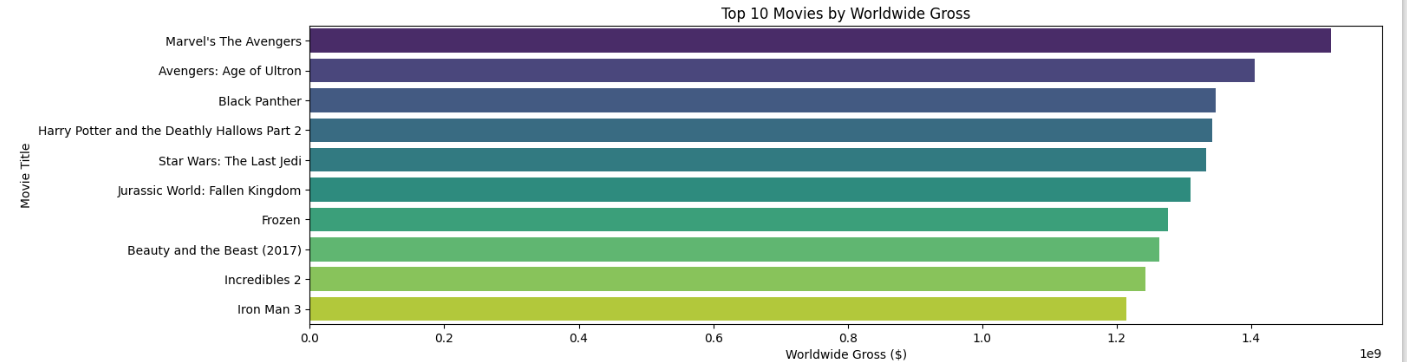 Top 10 Movies by Worldwide Gross
Movie Title
Marvel's The Avengers
Avengers: Age of Ultron
Black Panther
Harry Potter and the Deathly Hallows Part 2
Star Wars: The Last Jedi
Jurassic World: Fallen Kingdom
Frozen
Beauty and the Beast (2017)
Incredibles 2
Iron Man 3
0.0 0.2 0.4 0.6 0.8 1.0 1.2 1.4
1e9
Worldwide Gross ($)